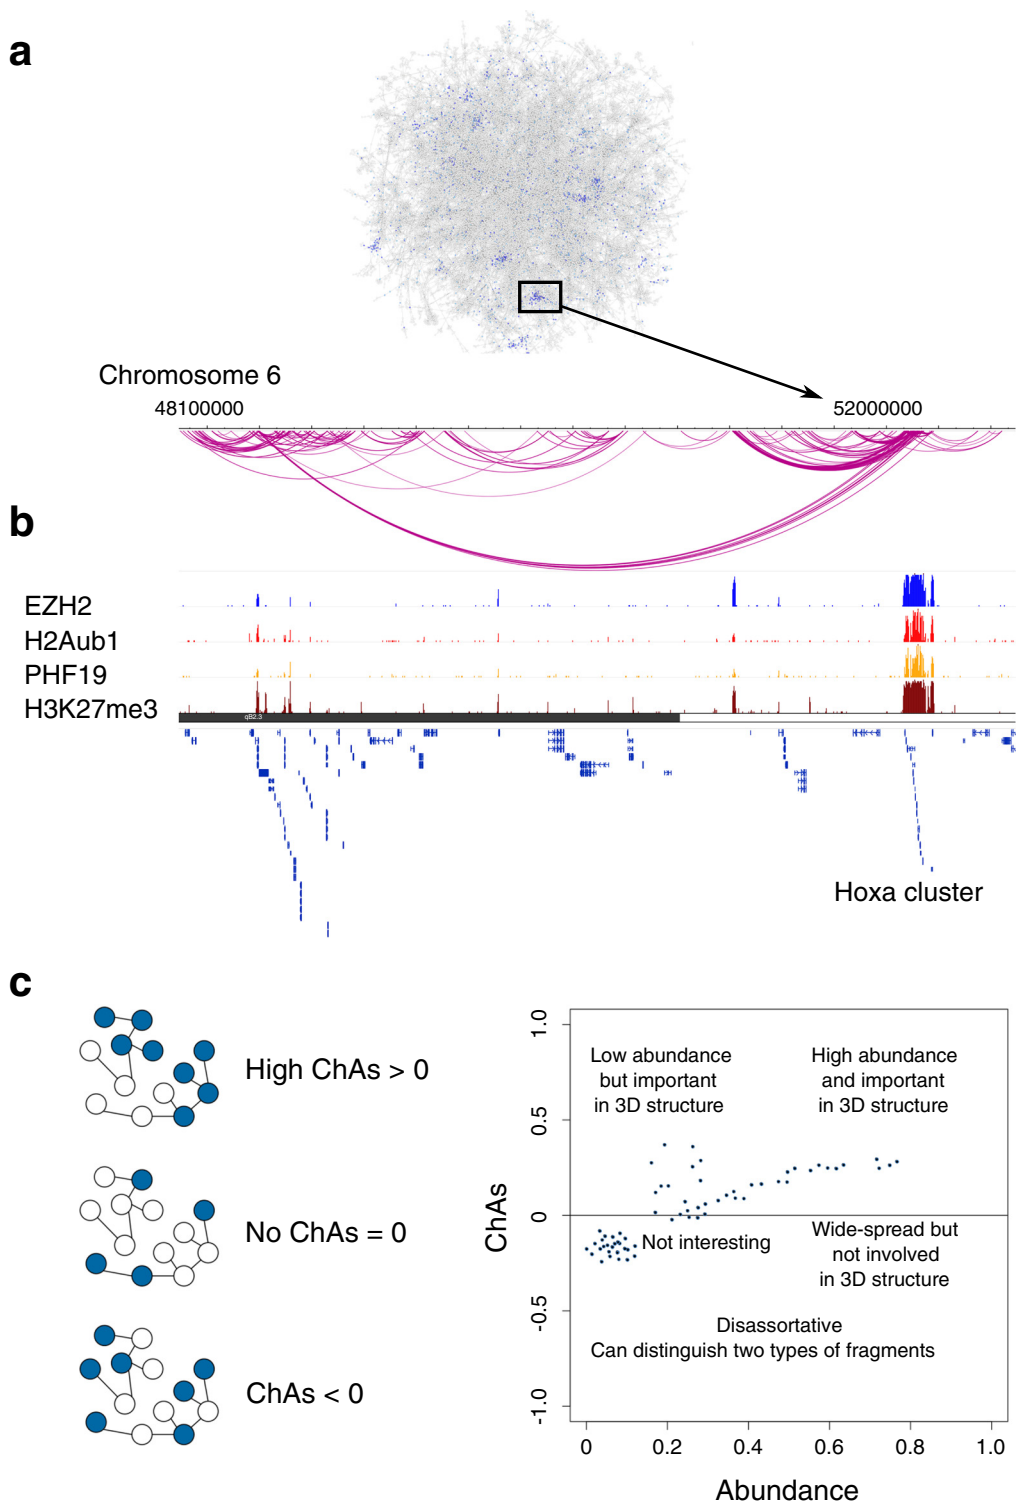 a
Chromosome 6
48100000
52000000
b
EZH2
H2Aub1
PHF19
H3K27me3
qB2.3
Hoxa cluster
c
High ChAs > 0
No ChAs = 0
ChAs < 0
ChAs
1.0
0.5
0
-0.5
-1.0
Low abundance
but important
in 3D structure
High abundance
and important
in 3D structure
Not interesting
Wide-spread but
not involved
in 3D structure
Disassortative
Can distinguish two types of fragments
0
0.2
0.4
0.6
0.8
1.0
Abundance